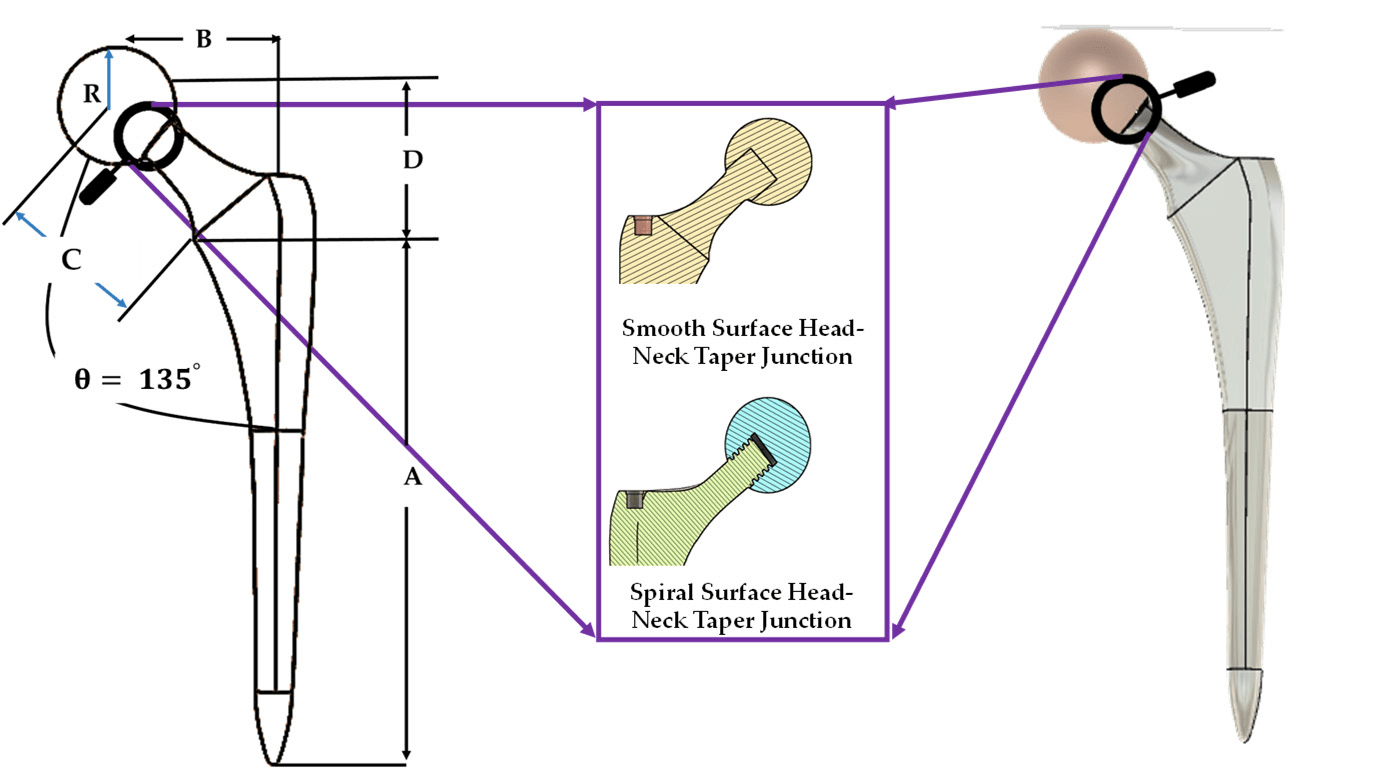 B
R
D
C
θ = 135°
A
Smooth Surface Head-
Neck Taper Junction
Spiral Surface Head-
Neck Taper Junction